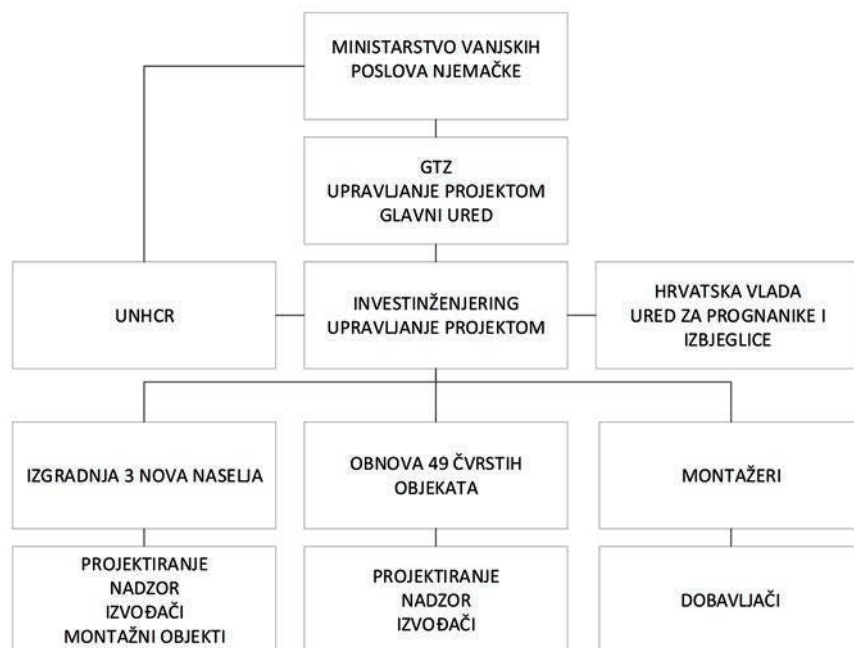 MINISTARSTVO VANJSKIH
POSLOVA NJEMAČKE
GTZ
UPRAVLJANJE PROJEKTOM
GLAVNI URED
UNHCR
INVESTINŽENJERING
UPRAVLJANJE PROJEKTOM
HRVATSKA VLADA
URED ZA PROGNANIKE I
IZBJEGLICE
IZGRADNJA 3 NOVA NASELJA
OBNOVA 49 ČVRSTIH
OBJEKATA
MONTAŽERI
PROJEKTIRANJE
NADZOR
IZVOĐAČI
MONTAŽNI OBJEKTI
PROJEKTIRANJE
NADZOR
IZVOĐAČI
DOBAVLJAČI